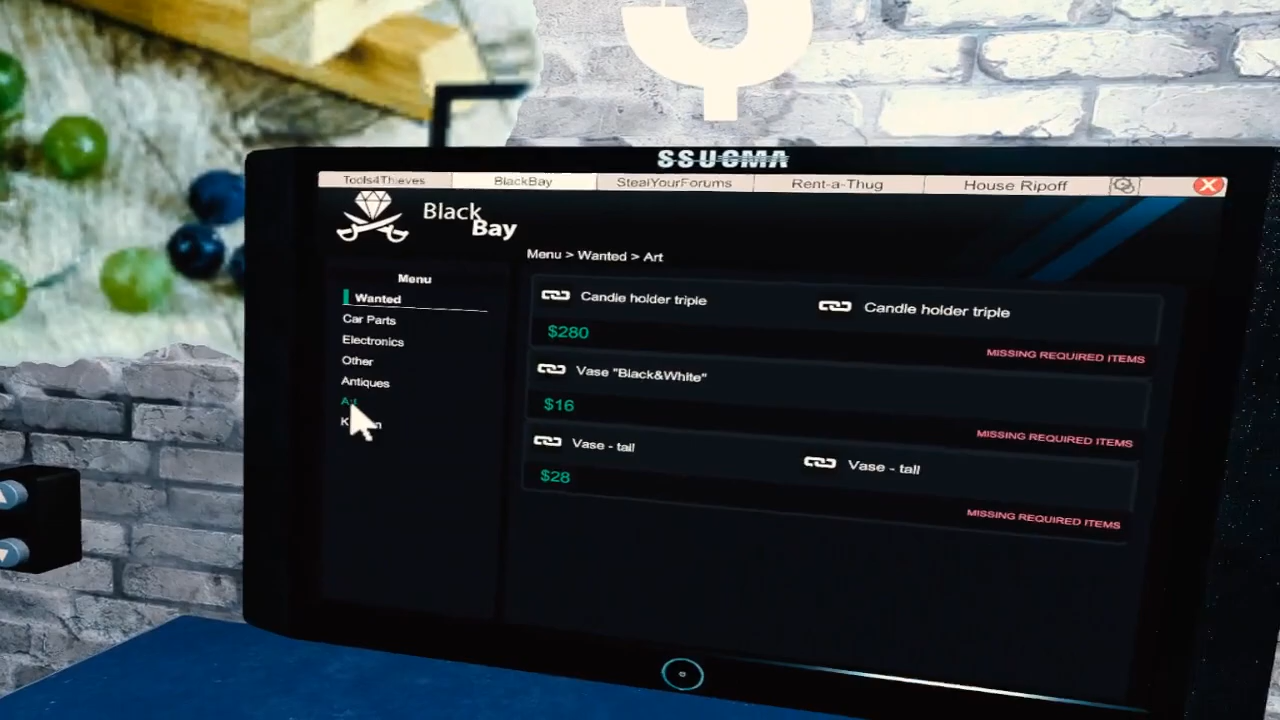 $
SSUGMA
Tools4Thieves BlackBay StealYourForums Rent-a-Thug House Ripoff
Black
Bay
Menu > Wanted > Art
Menu
Wanted
Car Parts
Electronics
Other
Antiques
Candle holder triple Candle holder triple
$280
MISSING REQUIRED ITEMS
Vase "Black&White"
$16
MISSING REQUIRED ITEMS
Vase - tall Vase - tall
$28
MISSING REQUIRED ITEMS